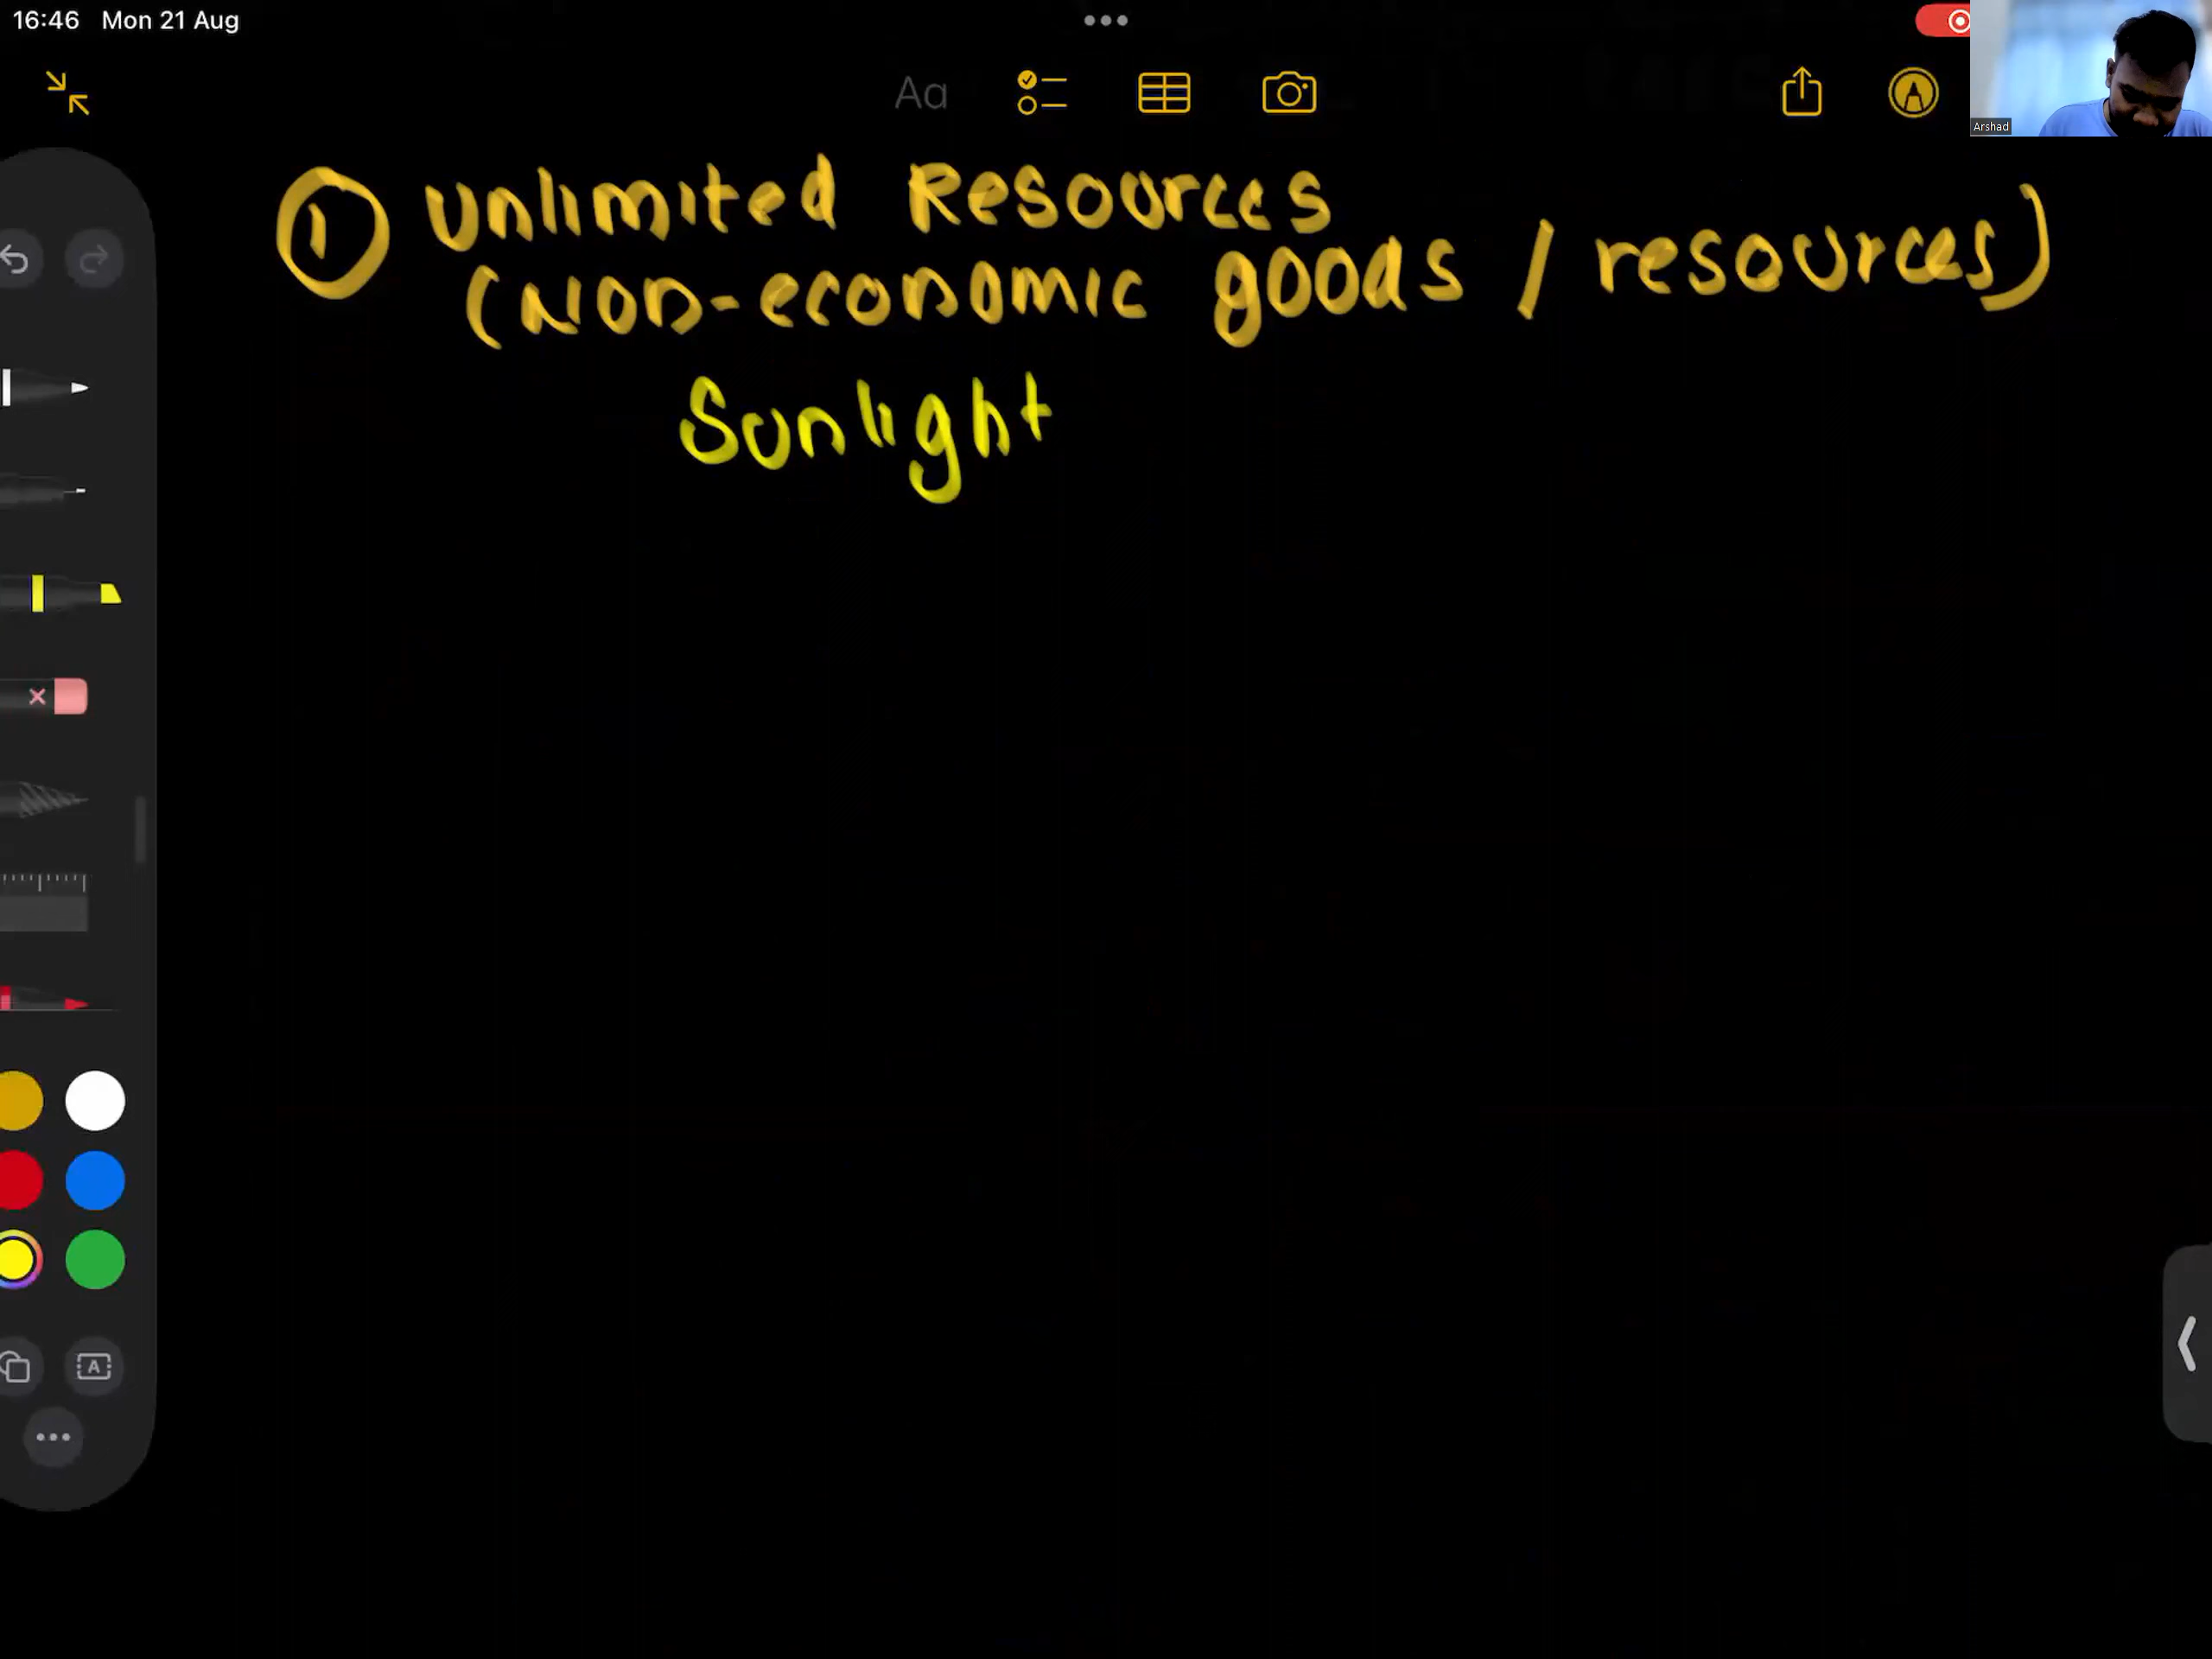 16:46 Mon 21 Aug
Aa
Arshad
① Unlimited Resources
(Non-economic goods / resources)
Sunlight
A